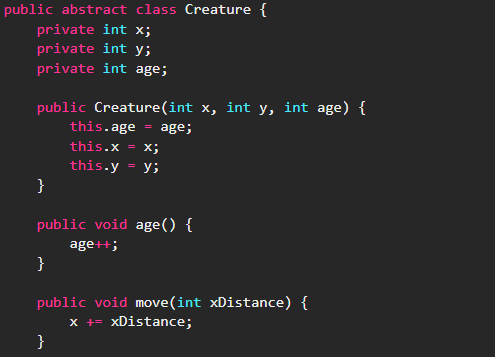 public abstract class Creature {
    private int x;
    private int y;
    private int age;

    public Creature(int x, int y, int age) {
        this.age = age;
        this.x = x;
        this.y = y;
    }

    public void age() {
        age++;
    }

    public void move(int xDistance) {
        x += xDistance;
    }